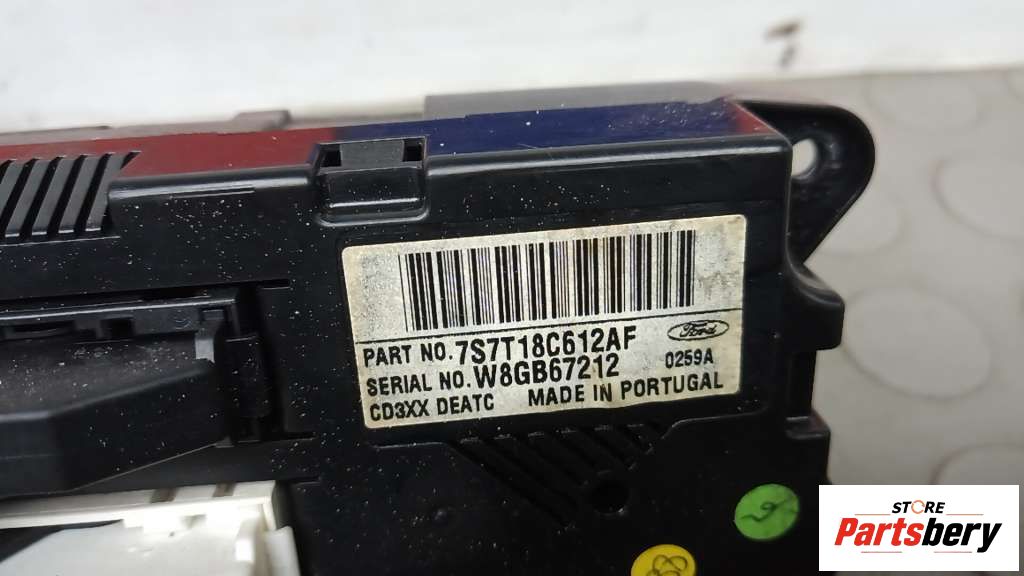 PART NO. 7S7T18C612AF
Ford
SERIAL NO. W8GB67212
0259A
CD3XX DEATC MADE IN PORTUGAL
STORE
Partsbery